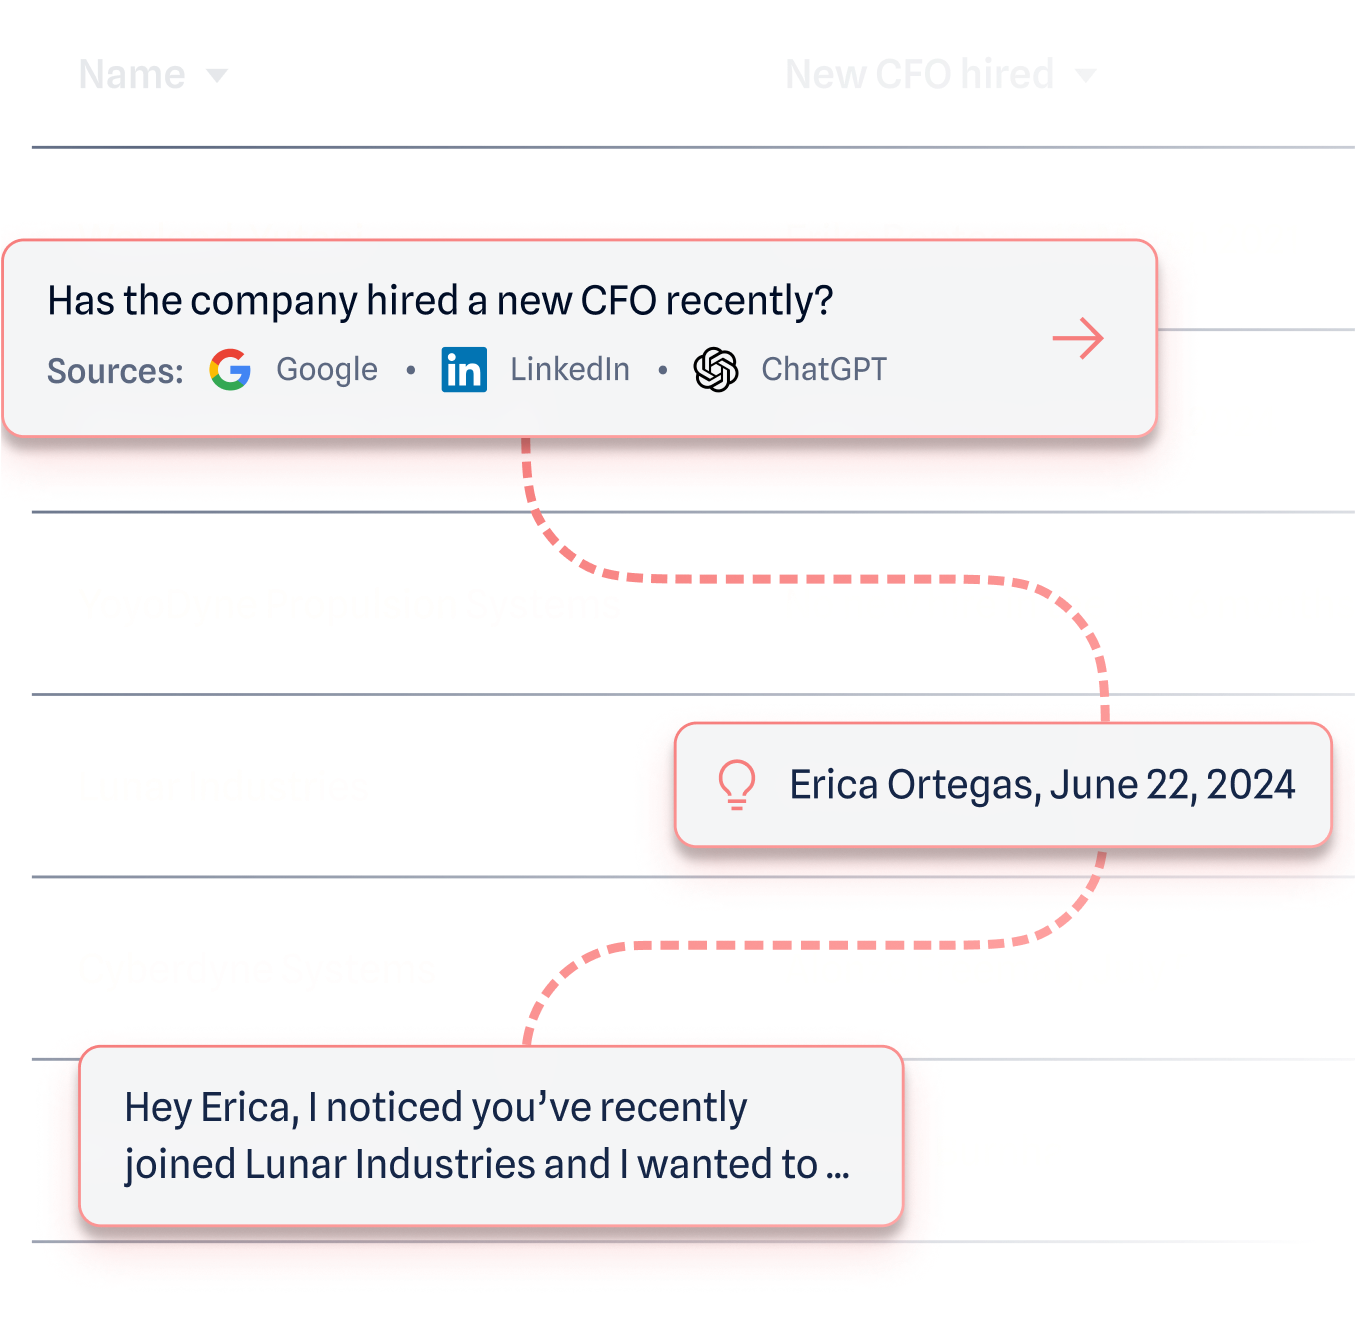 Name
New CFO hired
Has the company hired a new CFO recently?
Sources: Google • LinkedIn • ChatGPT
Erica Ortegas, June 22, 2024
Hey Erica, I noticed you’ve recently
joined Lunar Industries and I wanted to ...